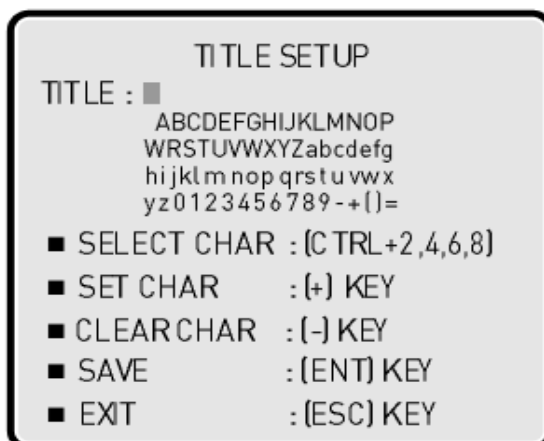 TITLE SETUP
TITLE :
ABCDEFGHIJKLMNOP
WRSTUVWXYZabcdefg
hijklmnopqrstuvwx
yz0123456789-+()=
■ SELECT CHAR : (CTRL+2,4,6,8)
■ SET CHAR : (+) KEY
■ CLEAR CHAR : (-) KEY
■ SAVE : (ENT) KEY
■ EXIT : (ESC) KEY